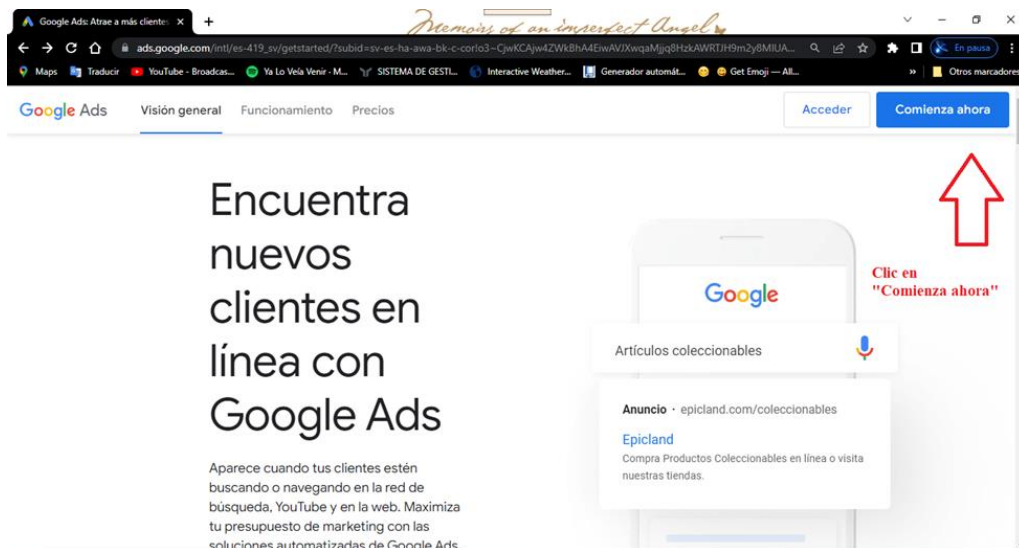 Google Ads: Atrae a más clientes
Memoirs of an imperfect Angel
ads.google.com/intl/es-419_sv/getstarted/?subid=sv-es-ha-awa-bk-c-corlo3~CjwKCAjw4ZWkBhA4EiwAVJXwqaMjjq8HzkAWRTJH9m2y8MlUA...
En pausa
Maps
Traducir
YouTube - Broadcas...
Ya Lo Veía Venir - M...
SISTEMA DE GESTI...
Interactive Weather...
Generador automát...
Get Emoji — All...
»
Otros marcadores
Google Ads
Visión general
Funcionamiento
Precios
Acceder
Comienza ahora
Encuentra
nuevos
clientes en
línea con
Google Ads
Aparece cuando tus clientes estén
buscando o navegando en la red de
búsqueda, YouTube y en la web. Maximiza
tu presupuesto de marketing con las
soluciones automatizadas de Google Ads
Google
Artículos coleccionables
Anuncio · epicland.com/coleccionables
Epicland
Compra Productos Coleccionables en línea o visita
nuestras tiendas.
Clic en
"Comienza ahora"